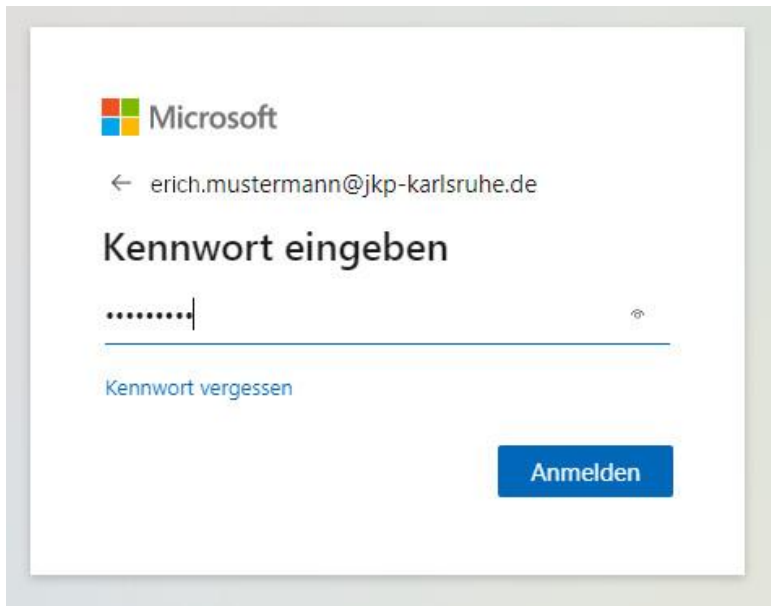 Microsoft
← erich.mustermann@jkp-karlsruhe.de
Kennwort eingeben
•••••••••
Kennwort vergessen
Anmelden